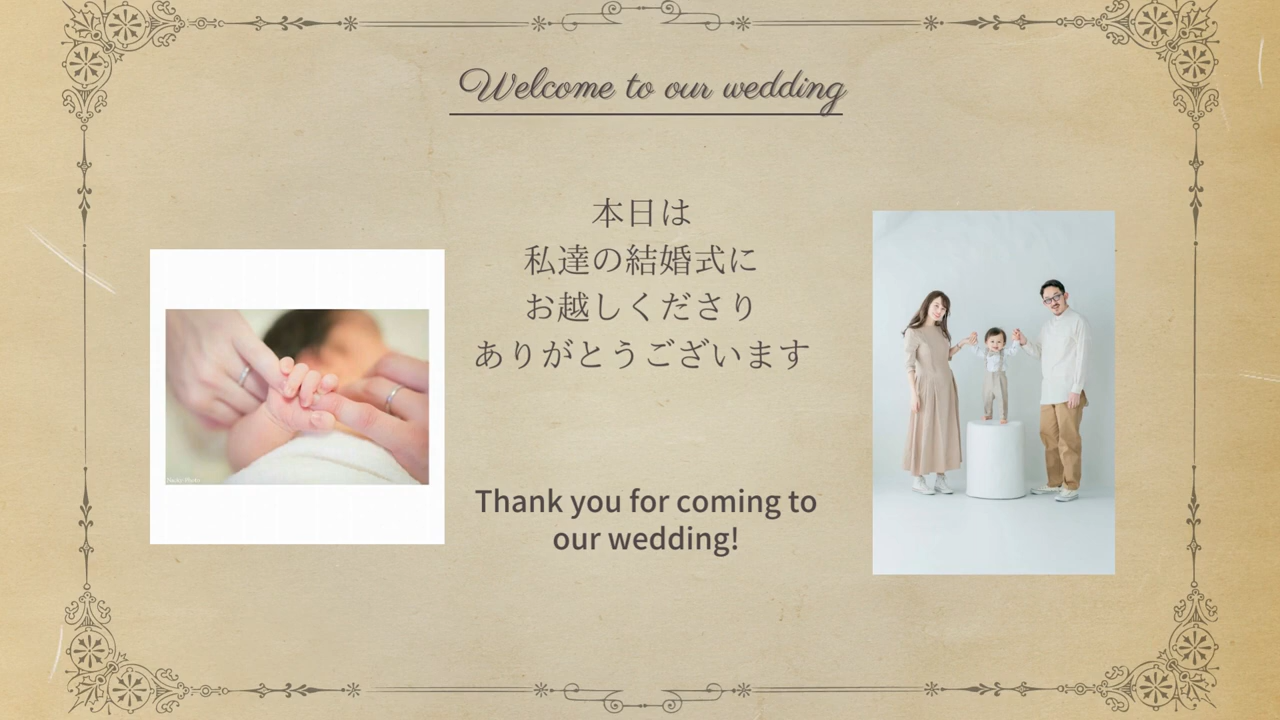 Welcome to our wedding
本日は
私達の結婚式に
お越しくださり
ありがとうございます
Thank you for coming to
our wedding!